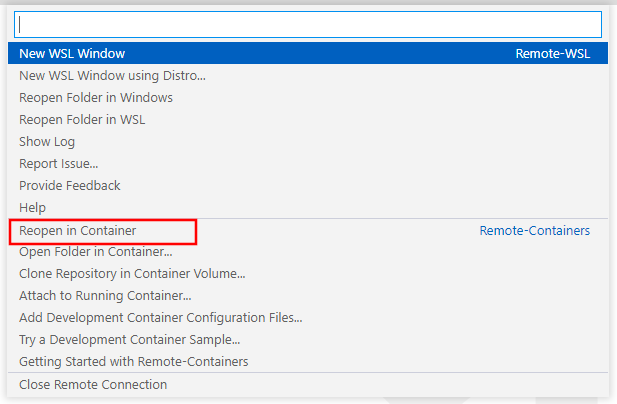 New WSL Window Remote-WSL
New WSL Window using Distro...
Reopen Folder in Windows
Reopen Folder in WSL
Show Log
Report Issue...
Provide Feedback
Help
Reopen in Container Remote-Containers
Open Folder in Container...
Clone Repository in Container Volume...
Attach to Running Container...
Add Development Container Configuration Files...
Try a Development Container Sample...
Getting Started with Remote-Containers
Close Remote Connection